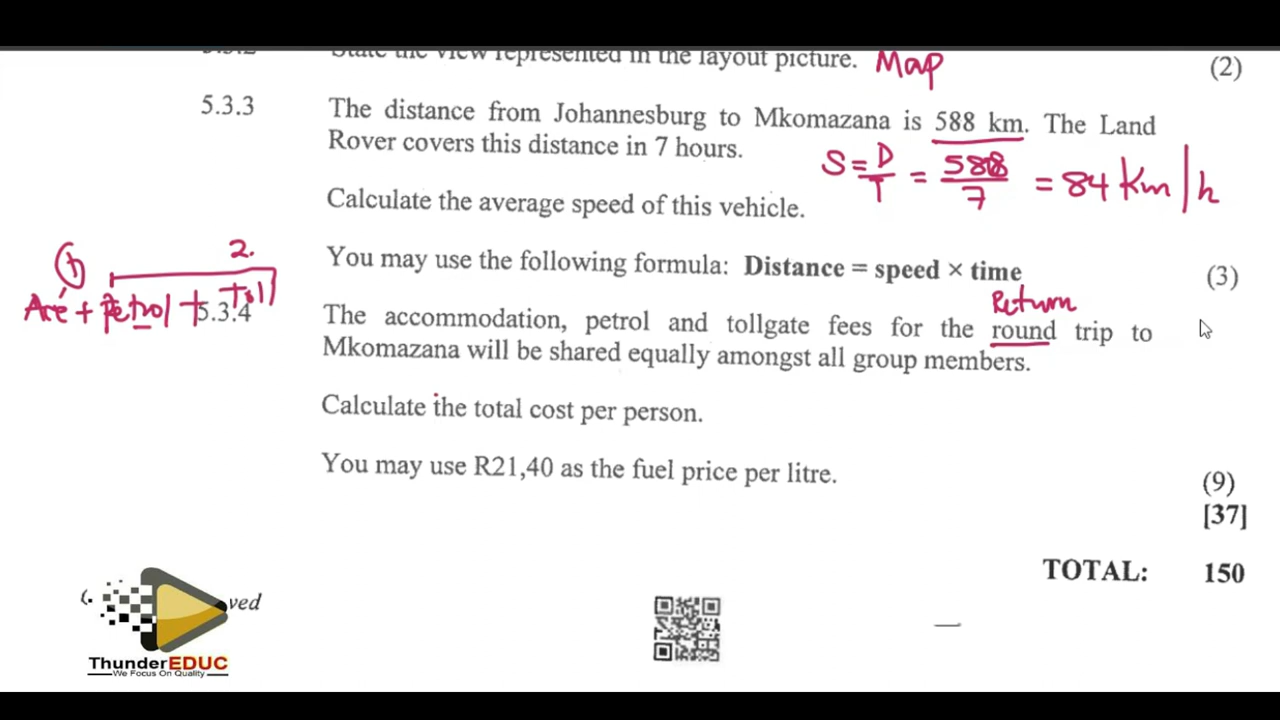 State the view represented in the layout picture. Map
(2)
5.3.3 The distance from Johannesburg to Mkomazana is 588 km. The Land
Rover covers this distance in 7 hours.
S = D/T = 588/7 = 84 Km/h
Calculate the average speed of this vehicle.
You may use the following formula: Distance = speed × time
(3)
+ 2.
Acc + Petrol + Toll
Return
5.3.4 The accommodation, petrol and tollgate fees for the round trip to
Mkomazana will be shared equally amongst all group members.
Calculate the total cost per person.
You may use R21,40 as the fuel price per litre.
(9)
[37]
TOTAL: 150
ved
ThunderEDUC
We Focus On Quality